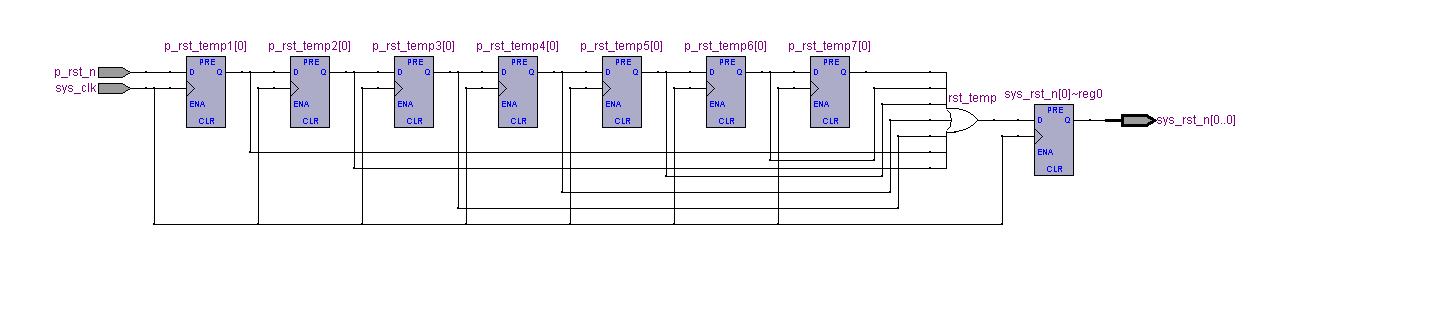 p_rst_temp1[0] p_rst_temp2[0] p_rst_temp3[0] p_rst_temp4[0] p_rst_temp5[0] p_rst_temp6[0] p_rst_temp7[0]
PRE PRE PRE PRE PRE PRE PRE
p_rst_n D Q D Q D Q D Q D Q D Q D Q
sys_clk
ENA ENA ENA ENA ENA ENA ENA
CLR CLR CLR CLR CLR CLR CLR
rst_temp sys_rst_n[0]~reg0
PRE
D Q sys_rst_n[0..0]
ENA
CLR